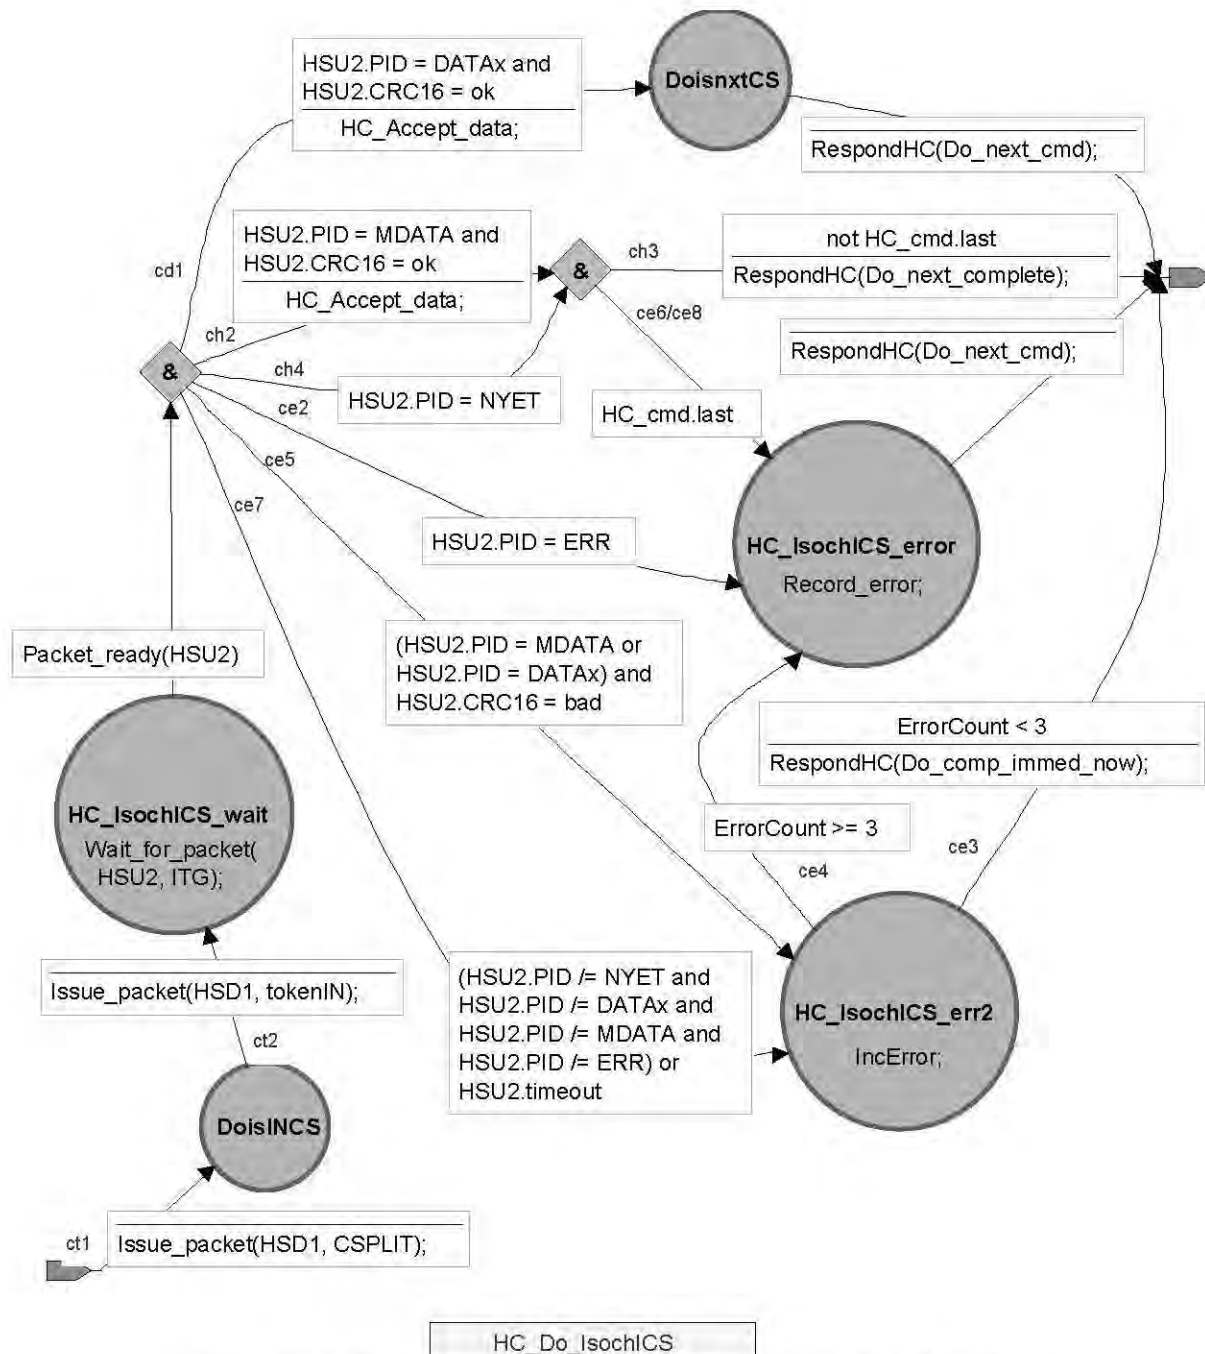 HSU2.PID = DATAx and
HSU2.CRC16 = ok
HC_Accept_data;
DoisnxtCS
RespondHC(Do_next_cmd);
cd1
HSU2.PID = MDATA and
HSU2.CRC16 = ok
HC_Accept_data;
&
ch3
not HC_cmd.last
RespondHC(Do_next_complete);
ch2
ce6/ce8
RespondHC(Do_next_cmd);
&
ch4
HSU2.PID = NYET
ce2
HC_cmd.last
ce5
ce7
HSU2.PID = ERR
HC_IsochICS_error
Record_error;
Packet_ready(HSU2)
(HSU2.PID = MDATA or
HSU2.PID = DATAx) and
HSU2.CRC16 = bad
ErrorCount < 3
RespondHC(Do_comp_immed_now);
HC_IsochICS_wait
Wait_for_packet(
HSU2, ITG);
ErrorCount >= 3
ce3
ce4
Issue_packet(HSD1, tokenIN);
(HSU2.PID /= NYET and
HSU2.PID /= DATAx and
HSU2.PID /= MDATA and
HSU2.PID /= ERR) or
HSU2.timeout
HC_IsochICS_err2
IncError;
ct2
DoisINCS
ct1
Issue_packet(HSD1, CSPLIT);
HC_Do_IsochICS